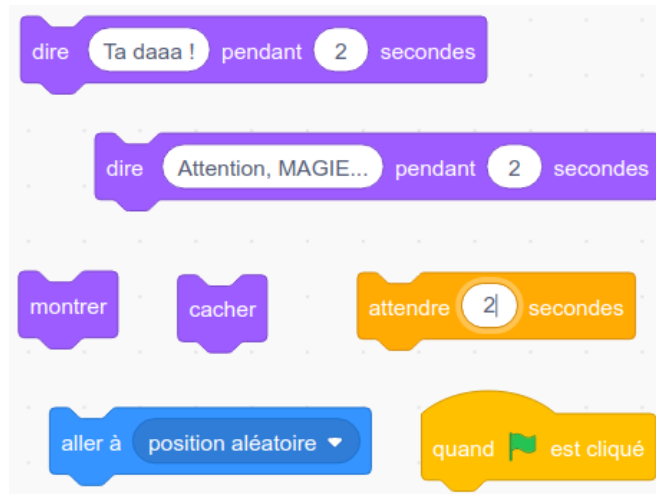 dire Ta daaa ! pendant 2 secondes
dire Attention, MAGIE... pendant 2 secondes
montrer
cacher
attendre 2 secondes
aller à position aléatoire
quand est cliqué